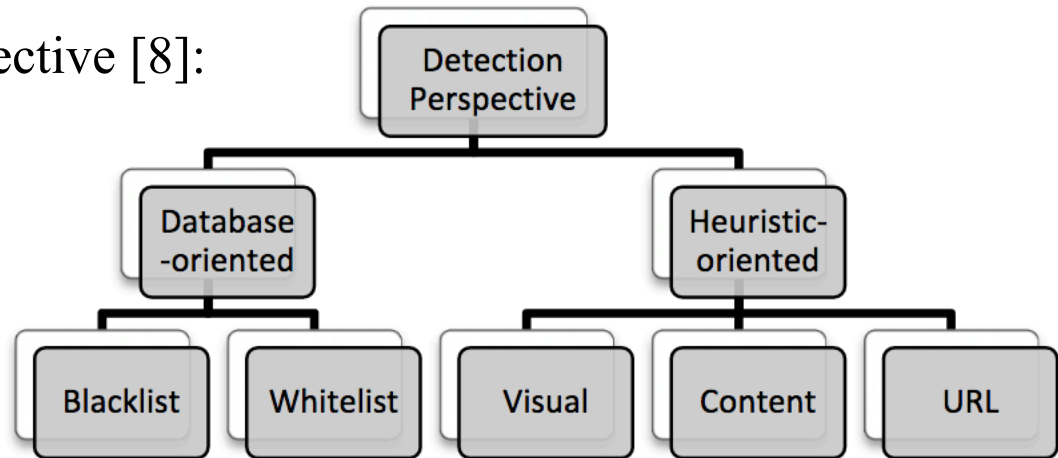 ective [8]:
Detection
Perspective
Database
-oriented
Heuristic-
oriented
Blacklist
Whitelist
Visual
Content
URL